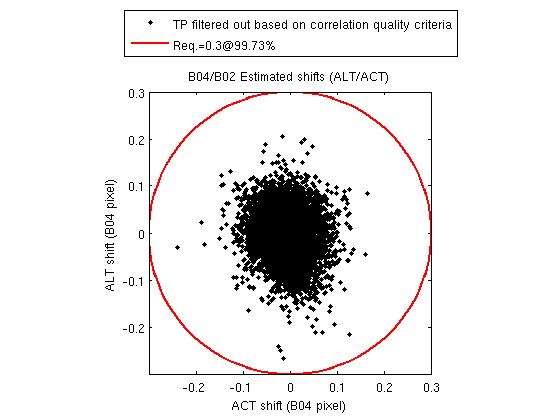 TP filtered out based on correlation quality criteria
Req.=0.3@99.73%
B04/B02 Estimated shifts (ALT/ACT)
0.3
0.2
0.1
0
-0.1
-0.2
ALT shift (B04 pixel)
-0.2 -0.1 0 0.1 0.2 0.3
ACT shift (B04 pixel)